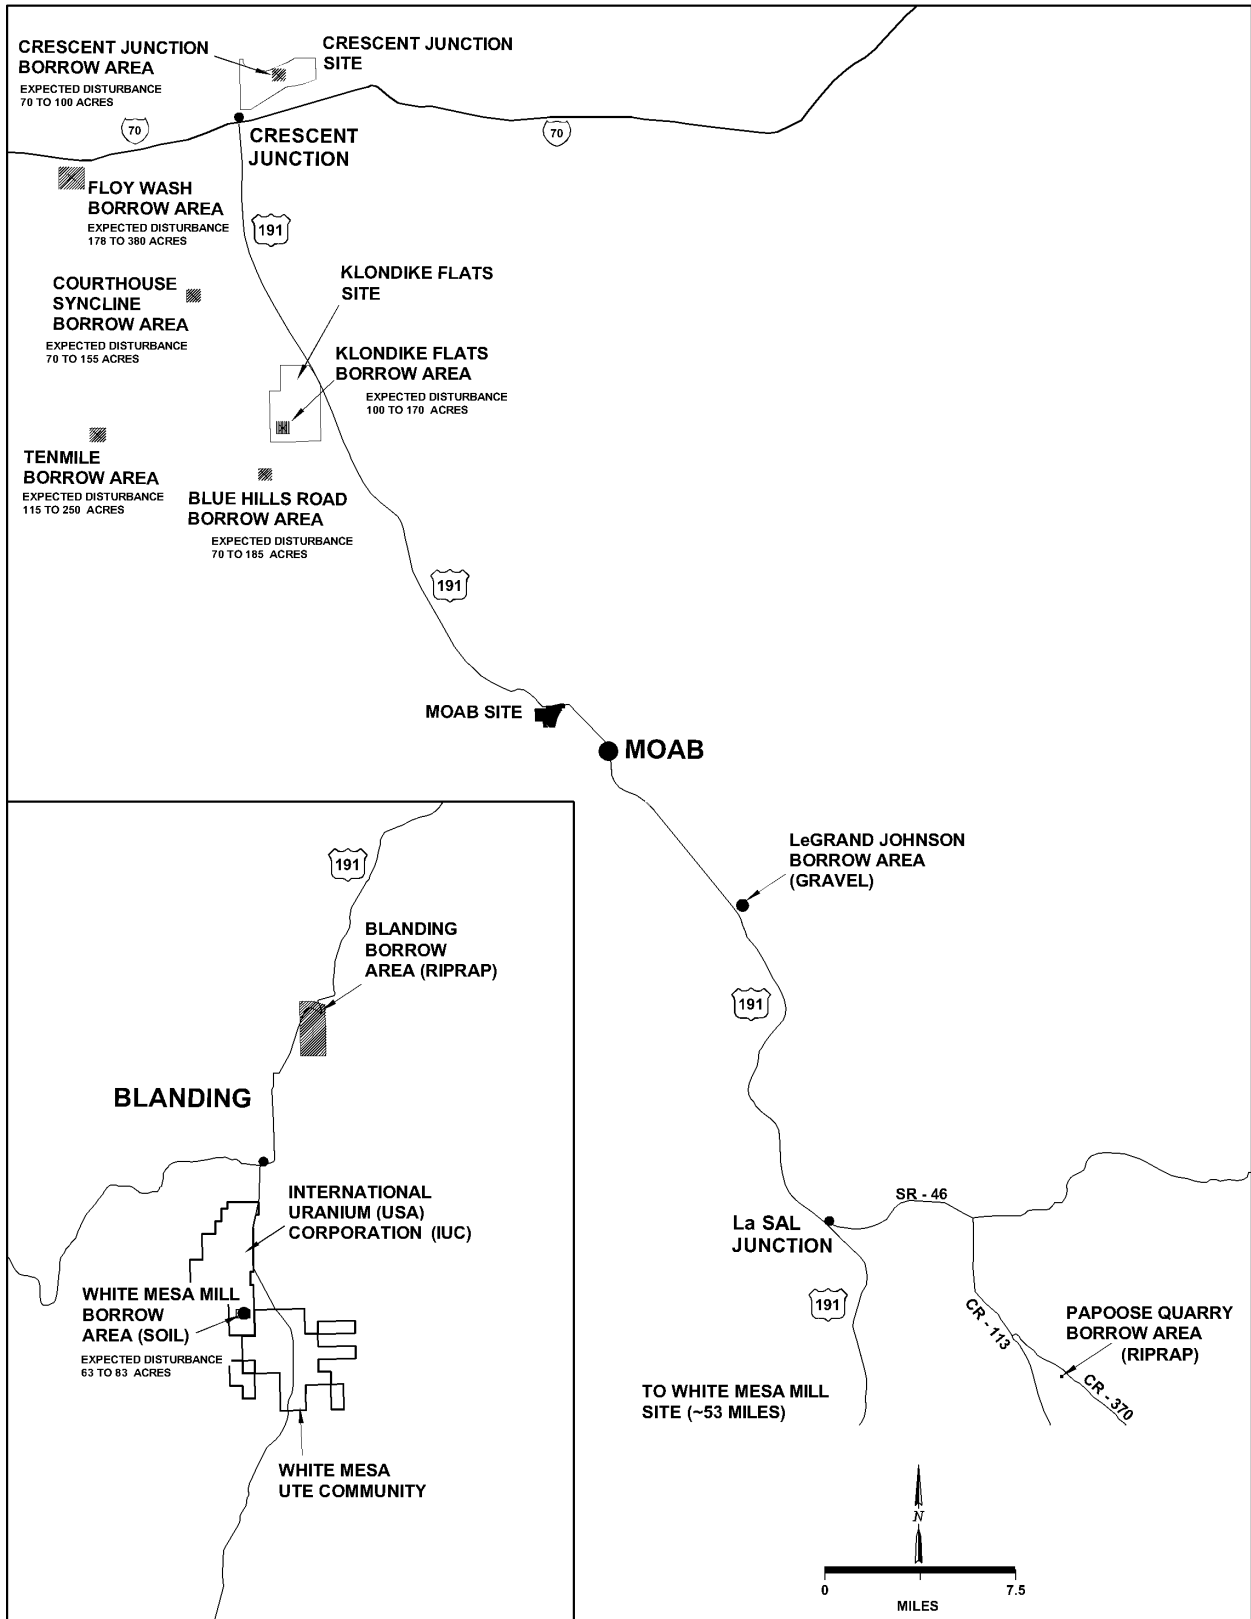 CRESCENT JUNCTION
BORROW AREA
EXPECTED DISTURBANCE
70 TO 100 ACRES
CRESCENT JUNCTION
SITE
70
70
CRESCENT
JUNCTION
FLOY WASH
BORROW AREA
EXPECTED DISTURBANCE
178 TO 380 ACRES
191
COURTHOUSE
SYNCLINE
BORROW AREA
EXPECTED DISTURBANCE
70 TO 155 ACRES
KLONDIKE FLATS
SITE
KLONDIKE FLATS
BORROW AREA
EXPECTED DISTURBANCE
100 TO 170 ACRES
TENMILE
BORROW AREA
EXPECTED DISTURBANCE
115 TO 250 ACRES
BLUE HILLS ROAD
BORROW AREA
EXPECTED DISTURBANCE
70 TO 185 ACRES
191
MOAB SITE
MOAB
LeGRAND JOHNSON
BORROW AREA
(GRAVEL)
191
SR - 46
La SAL
JUNCTION
191
CR - 113
PAPOOSE QUARRY
BORROW AREA
(RIPRAP)
CR - 370
TO WHITE MESA MILL
SITE (~53 MILES)
N
0
7.5
MILES
191
BLANDING
BORROW
AREA (RIPRAP)
BLANDING
INTERNATIONAL
URANIUM (USA)
CORPORATION (IUC)
WHITE MESA MILL
BORROW
AREA (SOIL)
EXPECTED DISTURBANCE
63 TO 83 ACRES
WHITE MESA
UTE COMMUNITY